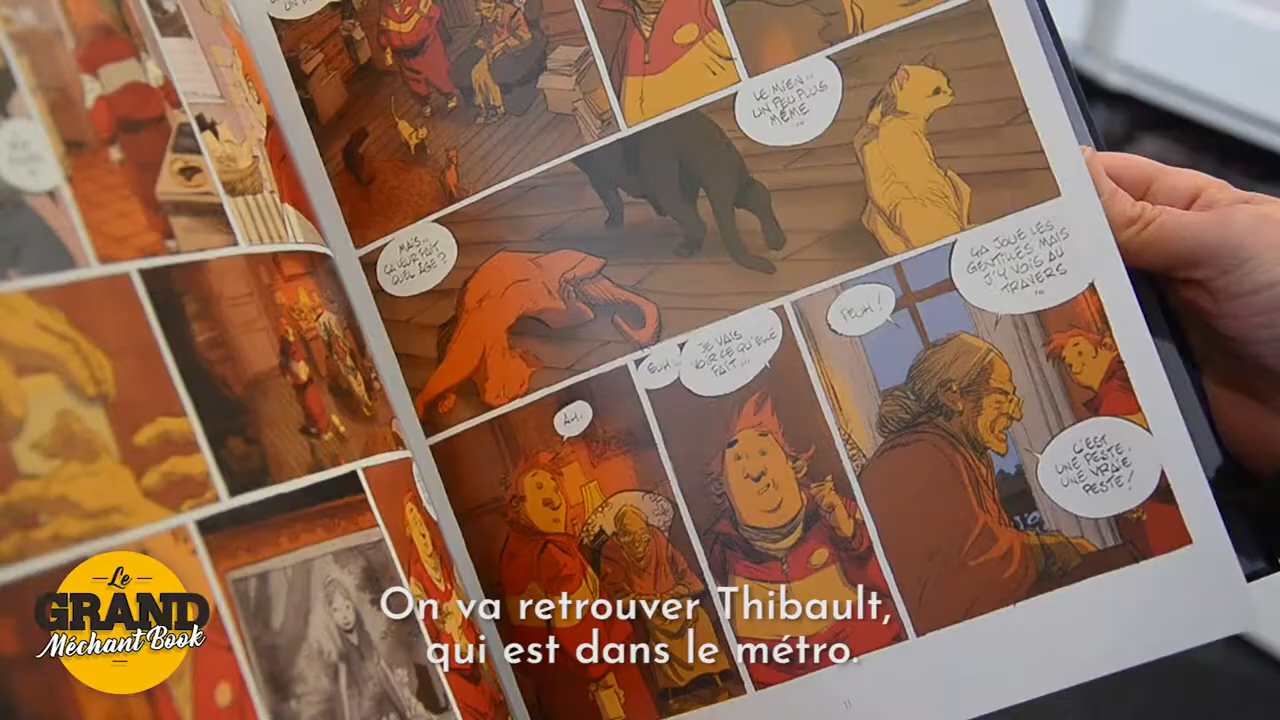 LE MIEN...
UN PEU PLUS
MÊME
...
MAIS...
ÇA LEUR FAIT
QUEL ÂGE ?
ÇA JOUE LES
GENTILLES MAIS
J'Y VOIS AU
TRAVERS
...
PEUH !
EUH...
JE VAIS
VOIR CE QU'ELLE
FAIT...
AH.
C'EST
UNE PESTE,
UNE VRAIE
PESTE !
11
Le
GRAND
Méchant Book
On va retrouver Thibault,
qui est dans le métro.